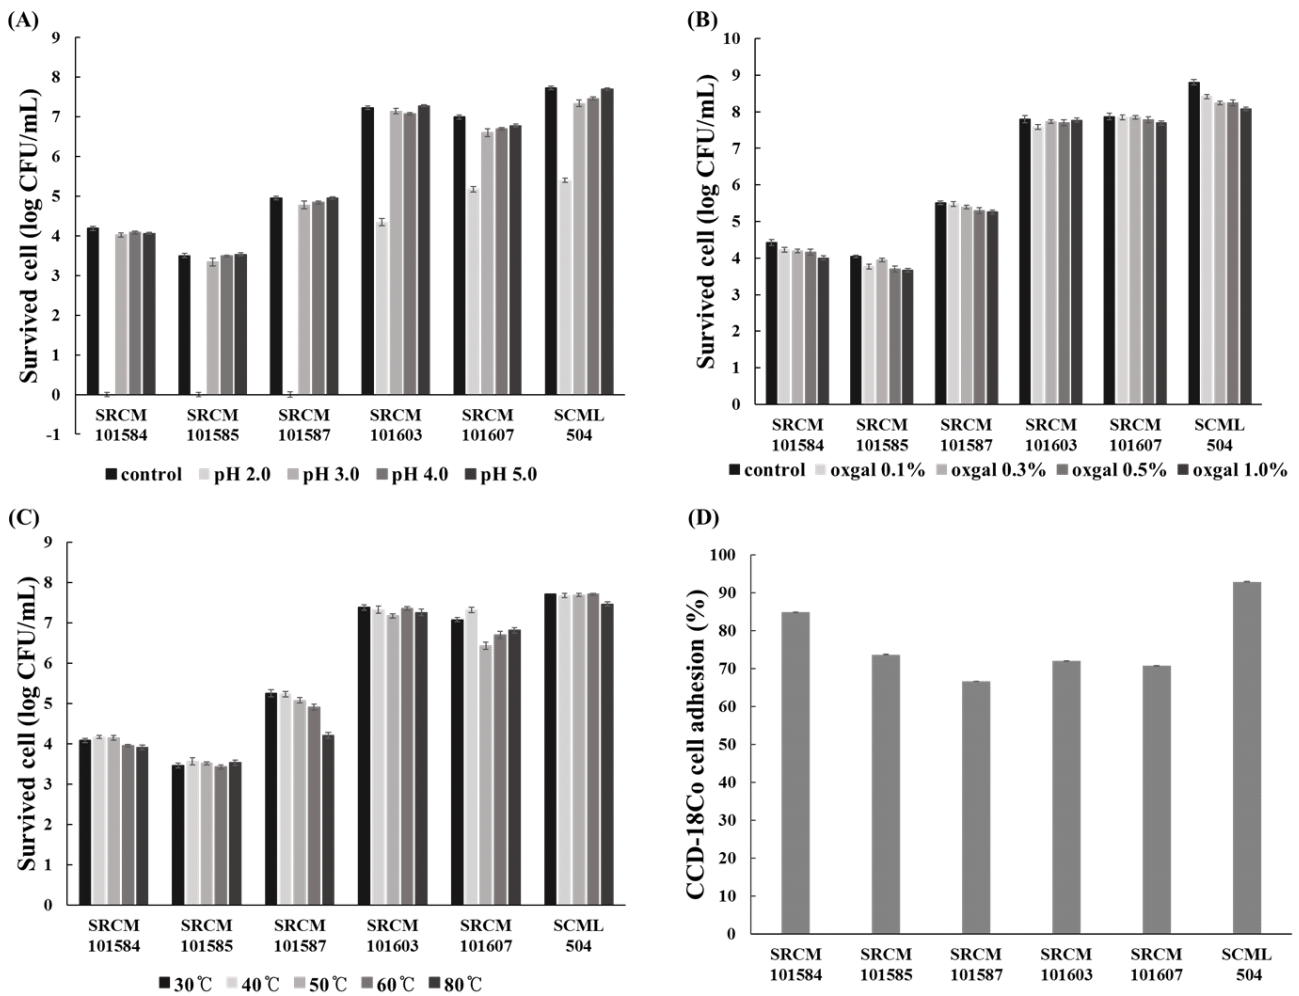 (A)
Survived cell (log CFU/mL)
9
8
7
6
5
4
3
2
1
0
-1
SRCM 101584
SRCM 101585
SRCM 101587
SRCM 101603
SRCM 101607
SCML 504
control pH 2.0 pH 3.0 pH 4.0 pH 5.0
(B)
Survived cell (log CFU/mL)
10
9
8
7
6
5
4
3
2
1
0
SRCM 101584
SRCM 101585
SRCM 101587
SRCM 101603
SRCM 101607
SCML 504
control oxgal 0.1% oxgal 0.3% oxgal 0.5% oxgal 1.0%
(C)
Survived cell (log CFU/mL)
9
8
7
6
5
4
3
2
1
0
SRCM 101584
SRCM 101585
SRCM 101587
SRCM 101603
SRCM 101607
SCML 504
30℃ 40℃ 50℃ 60℃ 80℃
(D)
CCD-18Co cell adhesion (%)
100
90
80
70
60
50
40
30
20
10
0
SRCM 101584
SRCM 101585
SRCM 101587
SRCM 101603
SRCM 101607
SCML 504